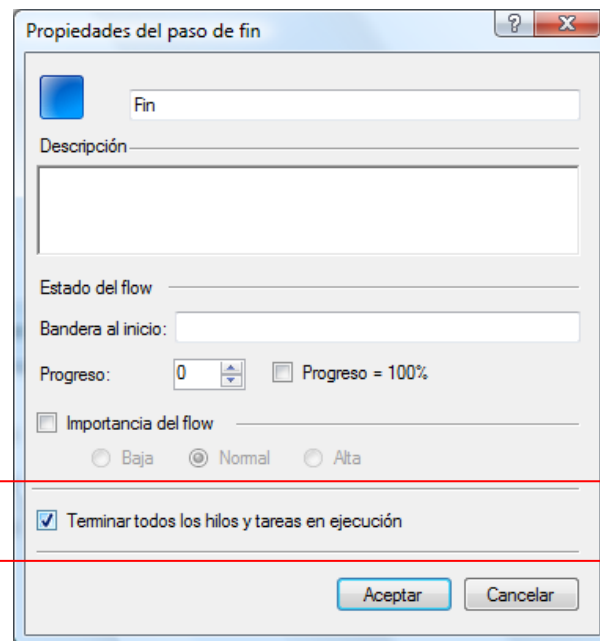 Propiedades del paso de fin
Fin
Descripción
Estado del flow
Bandera al inicio:
Progreso: 0 Progreso = 100%
Importancia del flow
Baja Normal Alta
Terminar todos los hilos y tareas en ejecución
Aceptar Cancelar